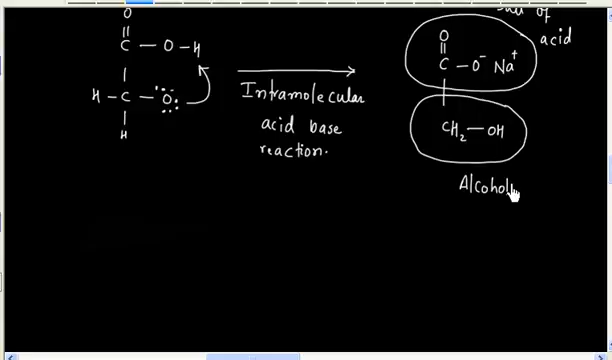 of
acid
O
C - O - H
H - C - O:
H
Intramolecular
acid base
reaction.
O
C - O⁻ Na⁺
CH₂ - OH
Alcohol